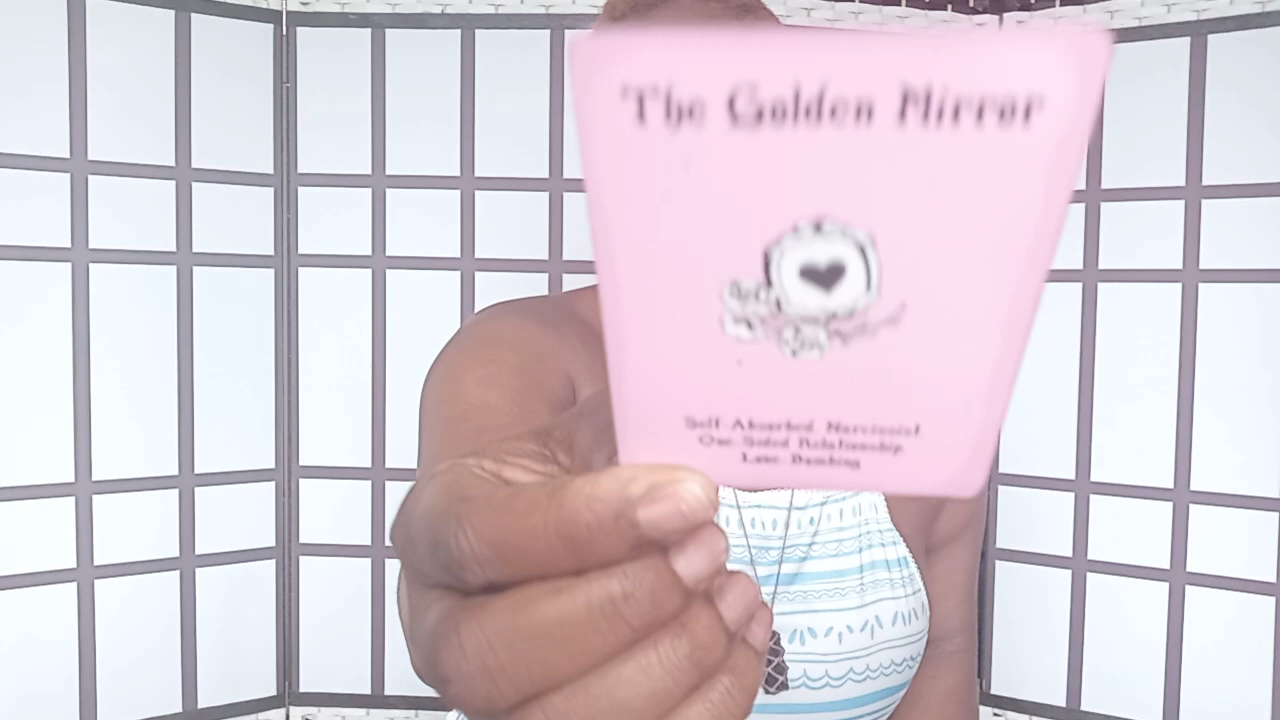 The Golden Mirror
Self-Absorbed Narcissist,
One-Sided Relationship,
Love-Bombing